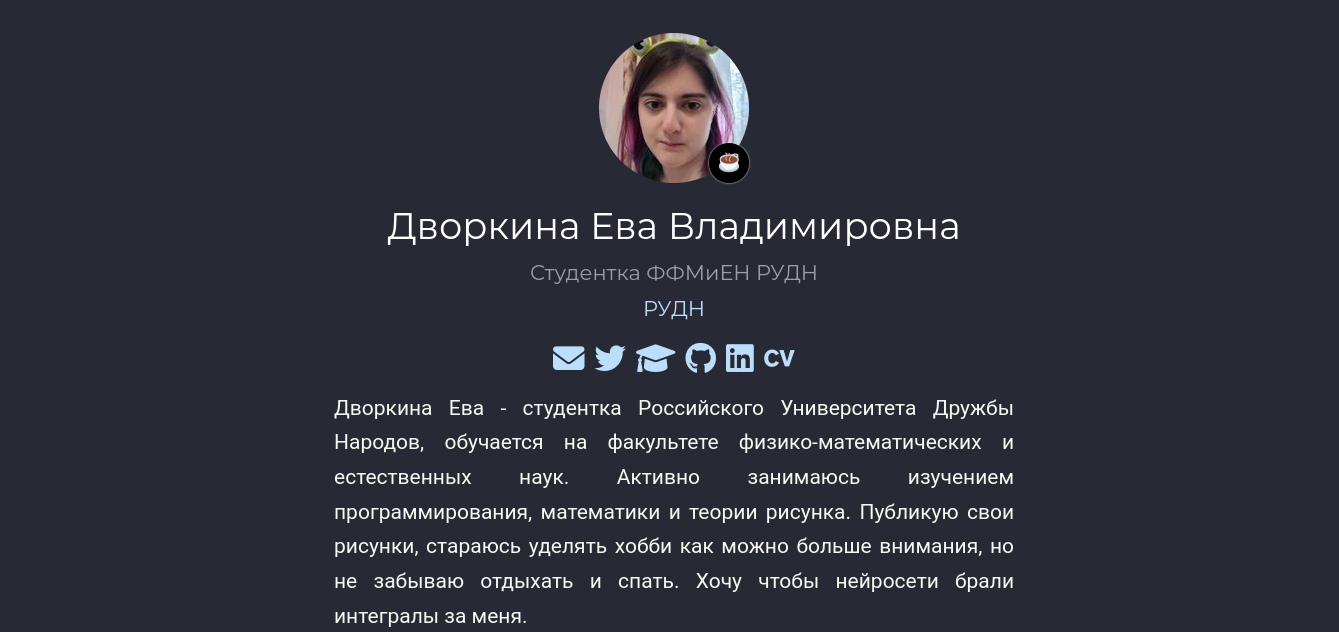 Дворкина Ева Владимировна
Студентка ФФМиЕН РУДН
РУДН
in CV
Дворкина Ева - студентка Российского Университета Дружбы
Народов, обучается на факультете физико-математических и
естественных наук. Активно занимаюсь изучением
программирования, математики и теории рисунка. Публикую свои
рисунки, стараюсь уделять хобби как можно больше внимания, но
не забываю отдыхать и спать. Хочу чтобы нейросети брали
интегралы за меня.